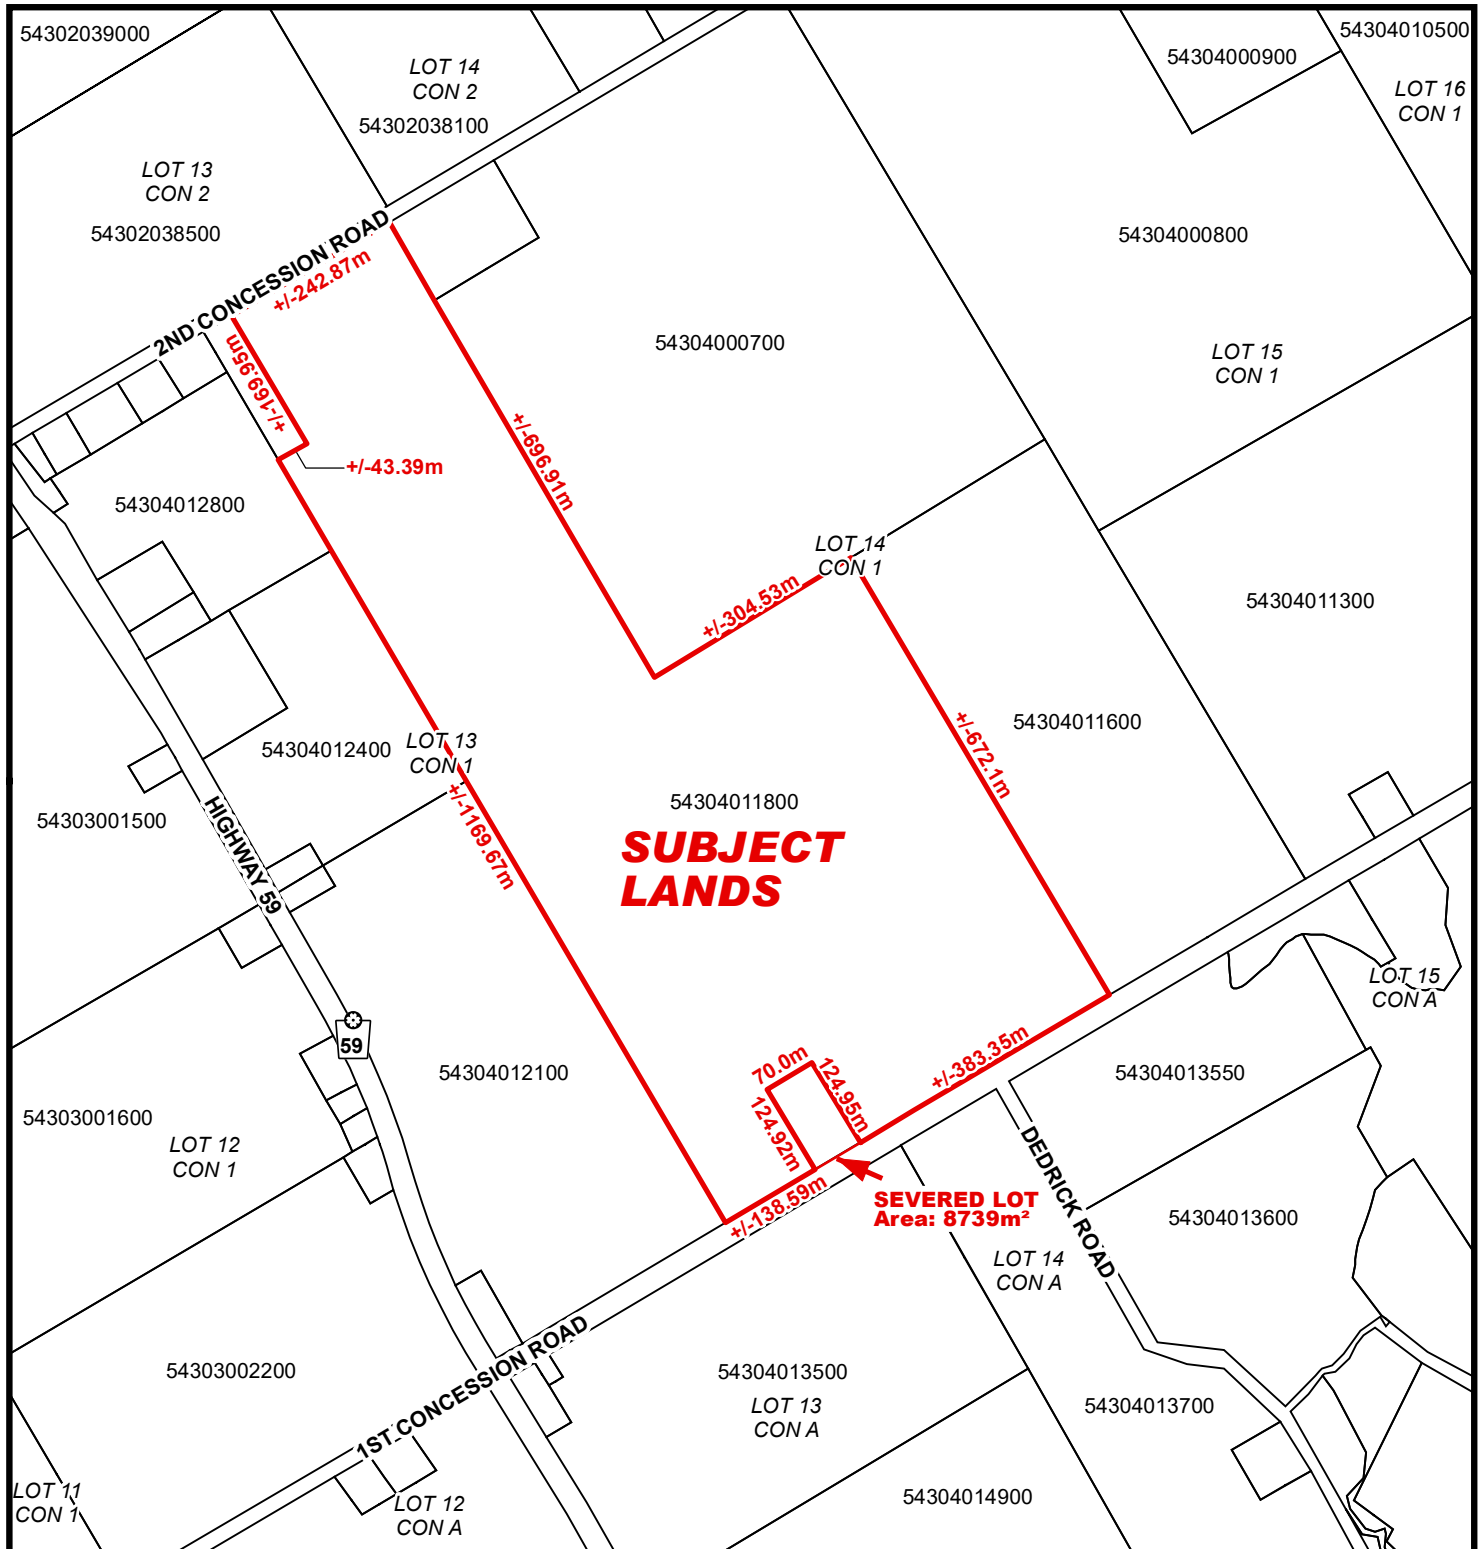 54302039000
54304010500
54304000900
LOT 14
CON 2
LOT 16
CON 1
54302038100
LOT 13
CON 2
54302038500
54304000800
2ND CONCESSION ROAD
+/-242.87m
54304000700
+/-169.95m
LOT 15
CON 1
+/-43.39m
+/-696.91m
54304012800
LOT 14
CON 1
+/-304.53m
54304011300
54304011600
+/-672.1m
54304012400
LOT 13
CON 1
54304011800
54303001500
HIGHWAY 59
+/-1169.67m
SUBJECT
LANDS
LOT 15
CON A
59
54304012100
70.0m
124.95m
+/-383.35m
54304013550
124.92m
54303001600
LOT 12
CON 1
DEDRICK ROAD
SEVERED LOT
Area: 8739m²
+/-138.59m
54304013600
LOT 14
CON A
54303002200
1ST CONCESSION ROAD
54304013500
LOT 13
CON A
54304013700
LOT 11
CON 1
LOT 12
CON A
54304014900